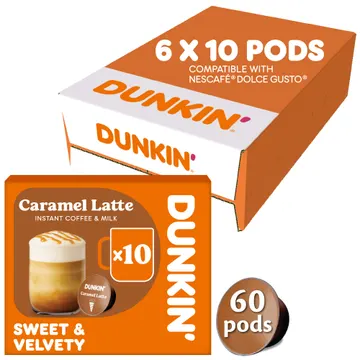 6 X 10 PODS
COMPATIBLE WITH
NESCAFÉ® DOLCE GUSTO®
DUNKIN'
DUNKIN'
Caramel Latte
INSTANT COFFEE & MILK
x10
DUNKIN'
Caramel Latte
DUNKIN'
SWEET &
VELVETY
60
pods